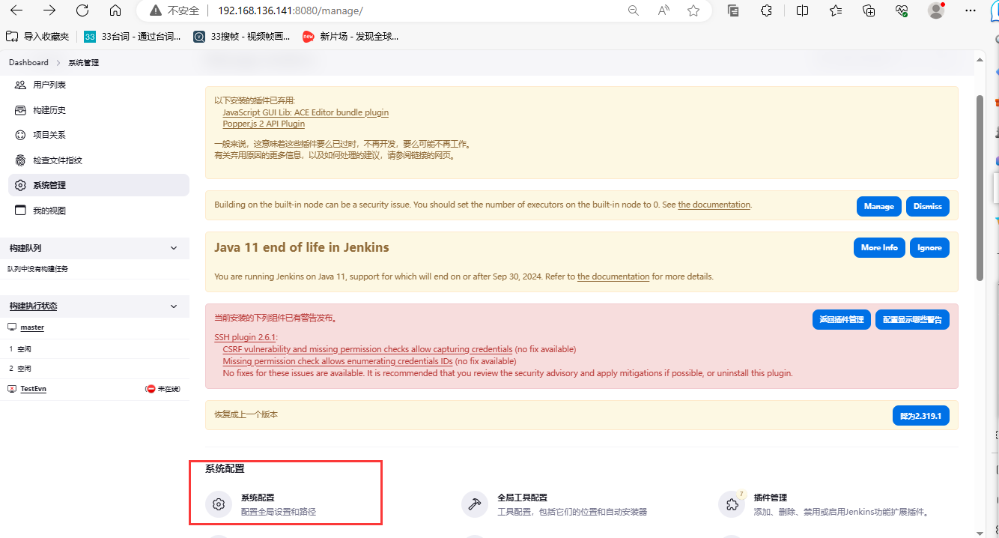 不安全 192.168.136.141:8080/manage/
导入收藏夹 33 33台词 - 通过台词... 33搜帧 - 视频帧画... new 新片场 - 发现全球...
Dashboard 系统管理
用户列表
构建历史
项目关系
检查文件指纹
系统管理
我的视图
构建队列
队列中没有构建任务
构建执行状态
master
1 空闲
2 空闲
TestEvn (未在线)
以下安装的插件已弃用:
JavaScript GUI Lib: ACE Editor bundle plugin
Popper.js 2 API Plugin
一般来说，这意味着这些插件要么已过时，不再开发，要么可能不再工作。
有关弃用原因的更多信息，以及如何处理的建议，请参阅链接的网页。
Building on the built-in node can be a security issue. You should set the number of executors on the built-in node to 0. See the documentation.
Manage Dismiss
Java 11 end of life in Jenkins
More Info Ignore
You are running Jenkins on Java 11, support for which will end on or after Sep 30, 2024. Refer to the documentation for more details.
当前安装的下列组件已有警告发布。
返回插件管理 配置显示哪些警告
SSH plugin 2.6.1:
CSRF vulnerability and missing permission checks allow capturing credentials (no fix available)
Missing permission check allows enumerating credentials IDs (no fix available)
No fixes for these issues are available. It is recommended that you review the security advisory and apply mitigations if possible, or uninstall this plugin.
恢复成上一个版本 降为2.319.1
系统配置
系统配置
配置全局设置和路径
全局工具配置
工具配置，包括它们的位置和自动安装器
7
插件管理
添加、删除、禁用或启用Jenkins功能扩展插件。